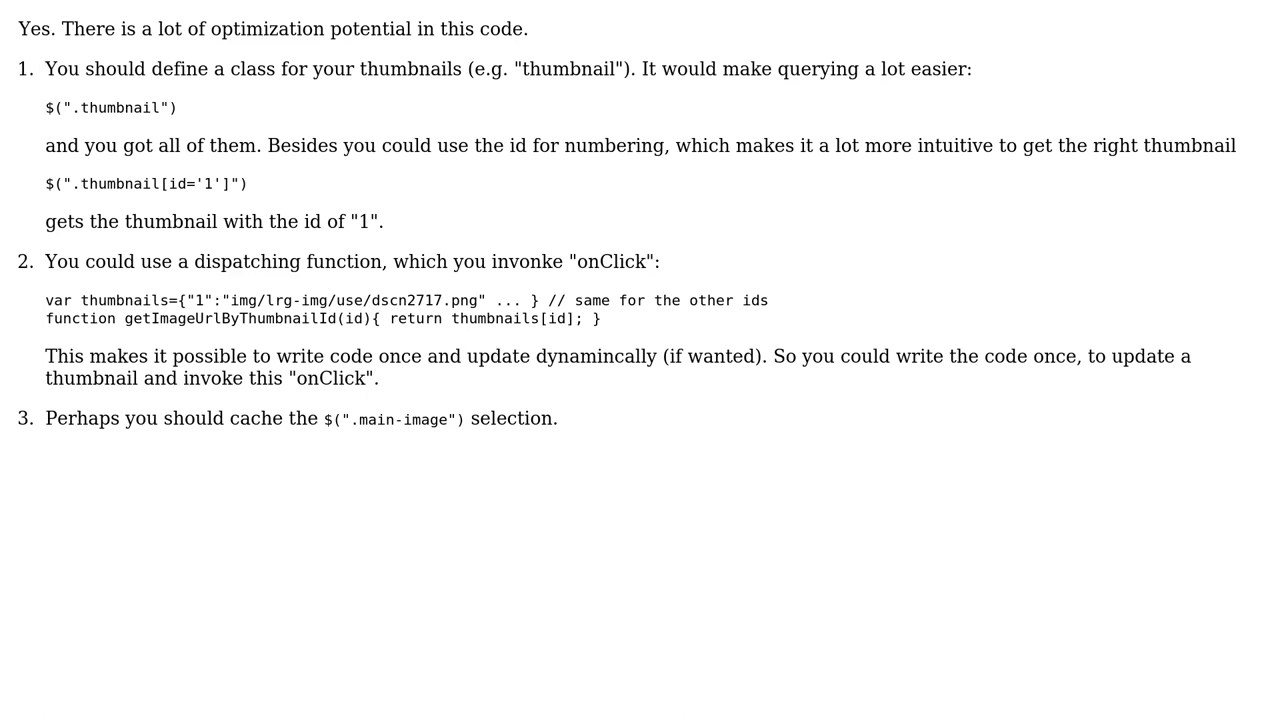 Yes. There is a lot of optimization potential in this code.
1. You should define a class for your thumbnails (e.g. "thumbnail"). It would make querying a lot easier:
$(".thumbnail")
and you got all of them. Besides you could use the id for numbering, which makes it a lot more intuitive to get the right thumbnail
$(".thumbnail[id='1']")
gets the thumbnail with the id of "1".
2. You could use a dispatching function, which you invonke "onClick":
var thumbnails={"1":"img/lrg-img/use/dscn2717.png" ... } // same for the other ids
function getImageUrlByThumbnailId(id){ return thumbnails[id]; }
This makes it possible to write code once and update dynamincally (if wanted). So you could write the code once, to update a
thumbnail and invoke this "onClick".
3. Perhaps you should cache the $(".main-image") selection.